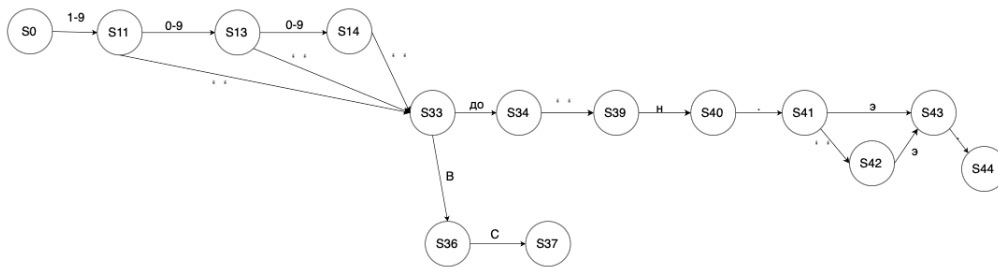 S0 1-9 S11 0-9 S13 0-9 S14
‘ ‘ ‘ ‘ ‘ ‘
S33 до S34 ‘ ‘ S39 н S40 . S41 э S43
‘ ‘ S42 э . S44
В
S36 С S37